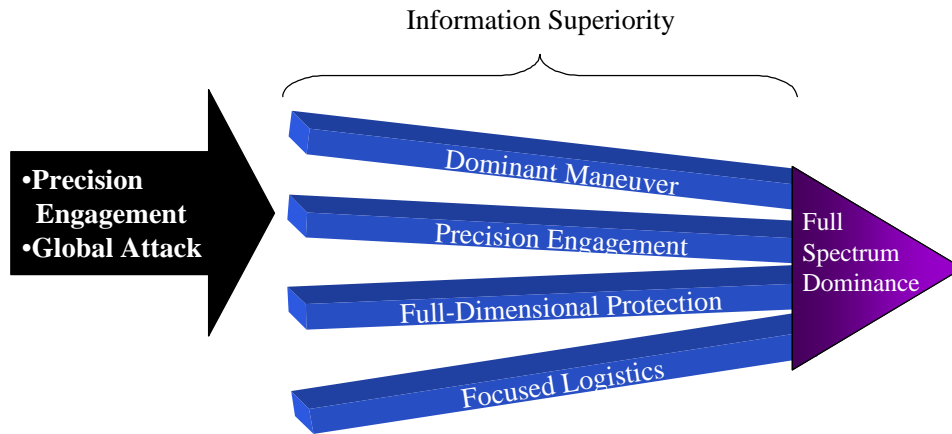 Information Superiority
•Precision
Engagement
•Global Attack
Dominant Maneuver
Precision Engagement
Full-Dimensional Protection
Focused Logistics
Full
Spectrum
Dominance